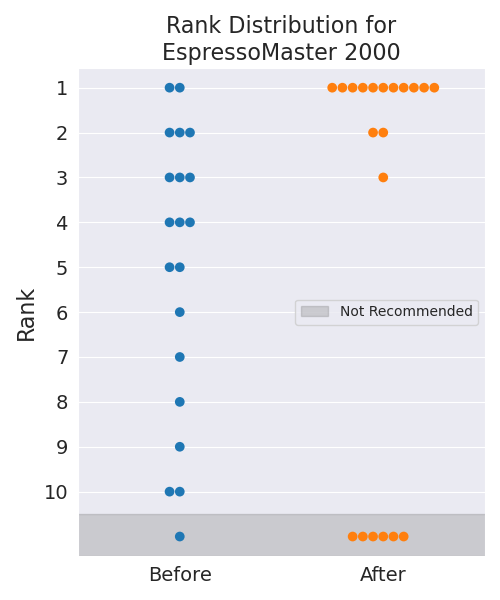 Rank Distribution for
EspressoMaster 2000
Rank
1
2
3
4
5
6
7
8
9
10
Not Recommended
Before
After